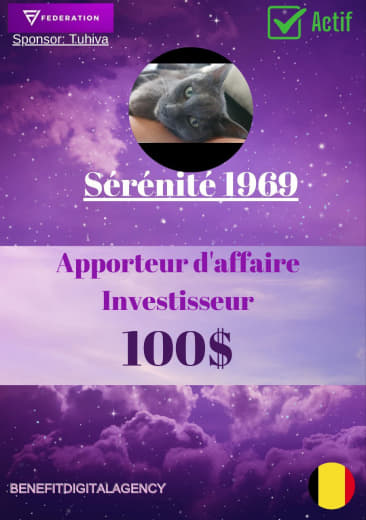 FEDERATION
Sponsor: Tuhiva
Actif
Sérénité 1969
Apporteur d'affaire
Investisseur
100$
BENEFITDIGITALAGENCY